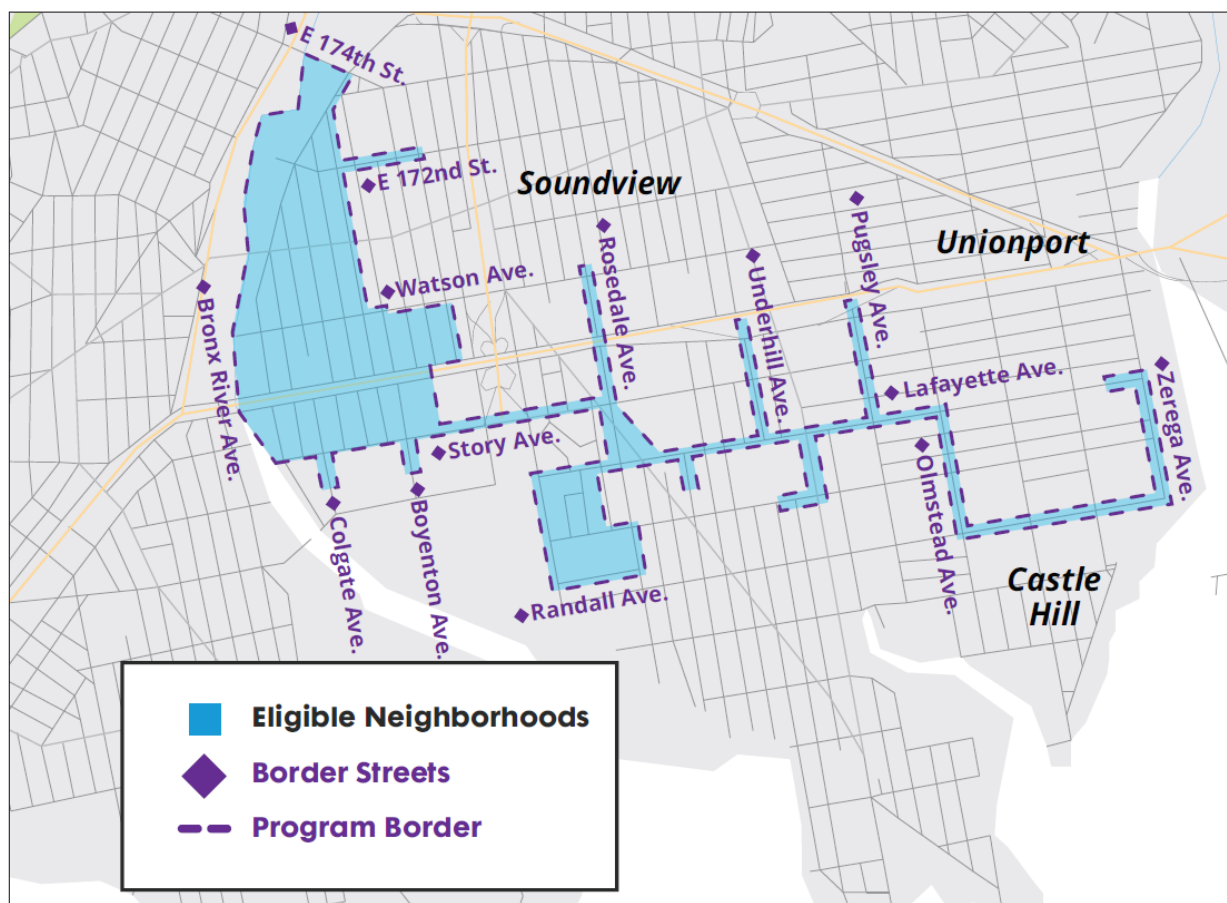 E 174th St.
E 172nd St.
Soundview
Pugsley Ave.
Unionport
Rosedale Ave.
Underhill Ave.
Watson Ave.
Bronx River Ave.
Lafayette Ave.
Zerega Ave.
Story Ave.
Olmstead Ave.
Colgate Ave.
Boyenton Ave.
Randall Ave.
Castle
Hill
Eligible Neighborhoods
Border Streets
Program Border